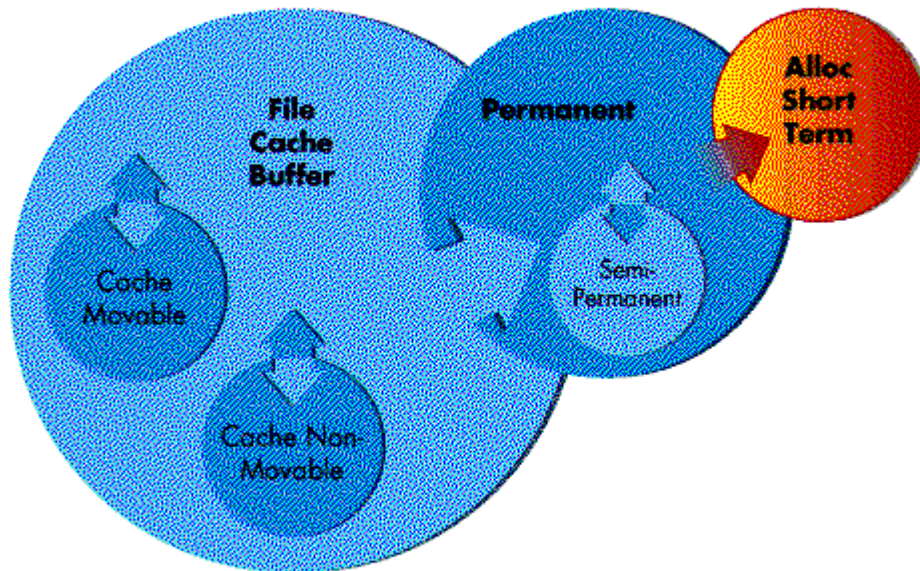 File
Cache
Buffer
Permanent
Alloc
Short
Term
Cache
Movable
Semi-
Permanent
Cache Non-
Movable